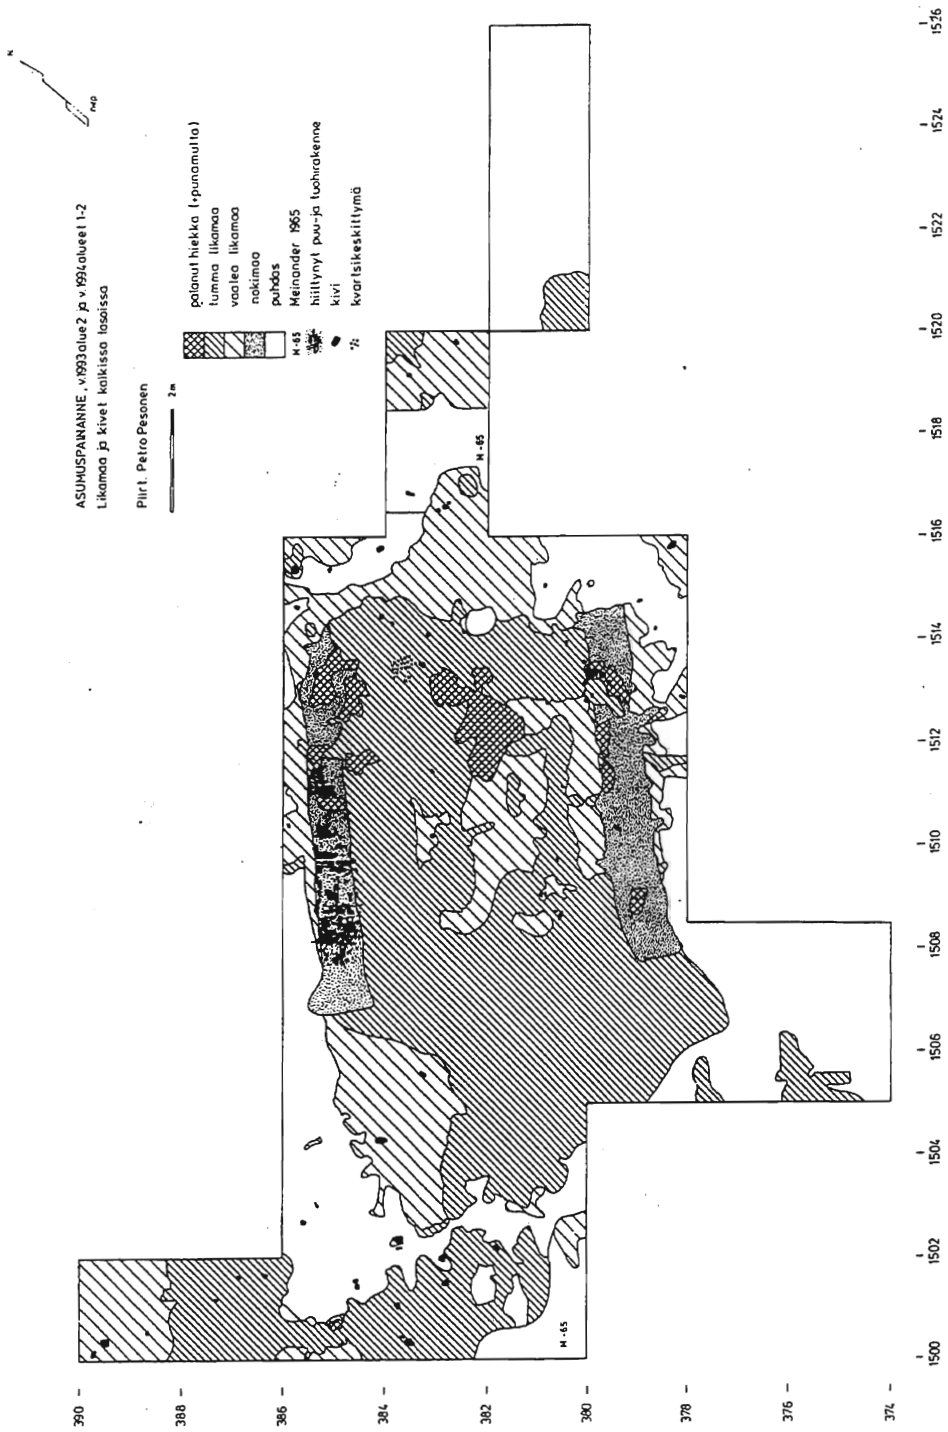 N
map
ASUMUSPAINANNE, v.1993 alue 2 ja v.1994 alueet 1-2
Likamaa ja kivet kaikissa tasoissa
Piirt. Petro Pesonen
2m
palanut hiekka (+punamulta)
tumma likamaa
vaalea likamaa
nokimaa
puhdas
M-65 Meinander 1965
hiiltynyt puu-ja tuohirakenne
kivi
kvartsikeskittymä
M-65
M-65
390
388
386
384
382
380
378
376
374
1500
1502
1504
1506
1508
1510
1512
1514
1516
1518
1520
1522
1524
1526